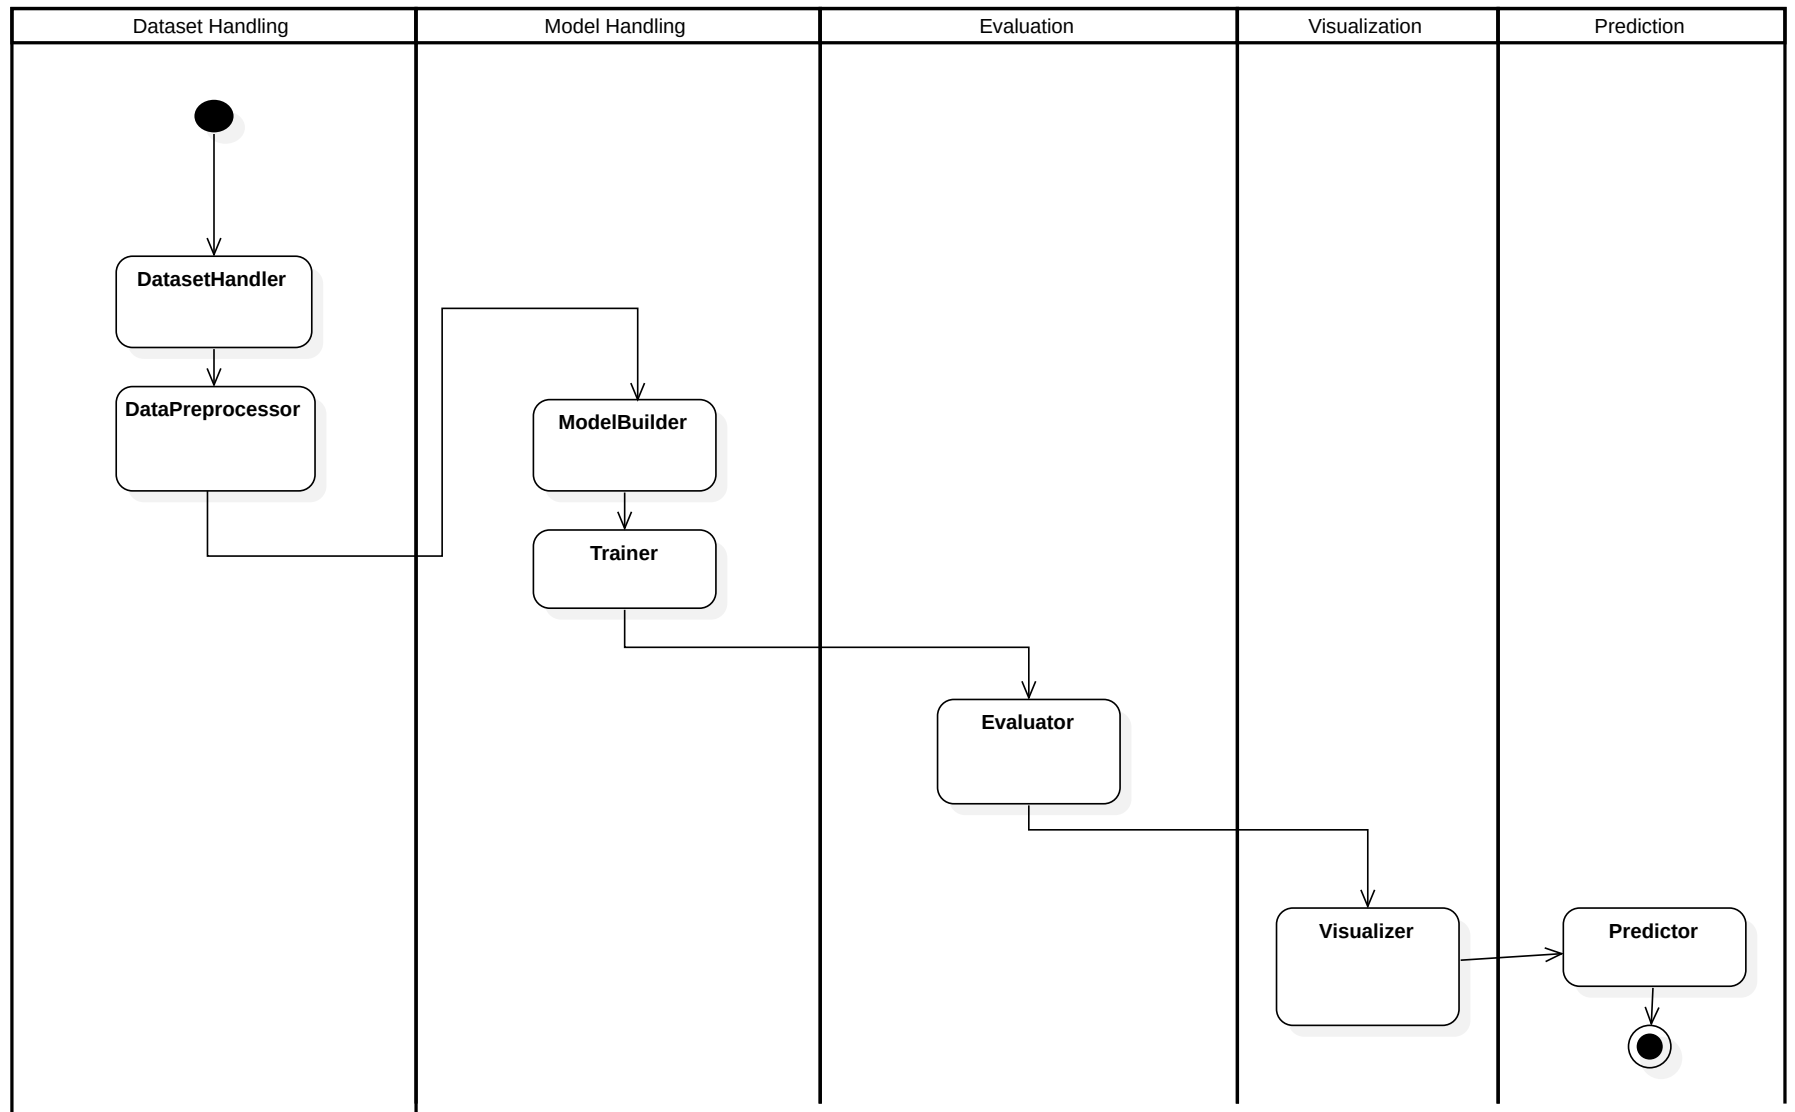 Dataset Handling
Model Handling
Evaluation
Visualization
Prediction
DatasetHandler
DataPreprocessor
ModelBuilder
Trainer
Evaluator
Visualizer
Predictor